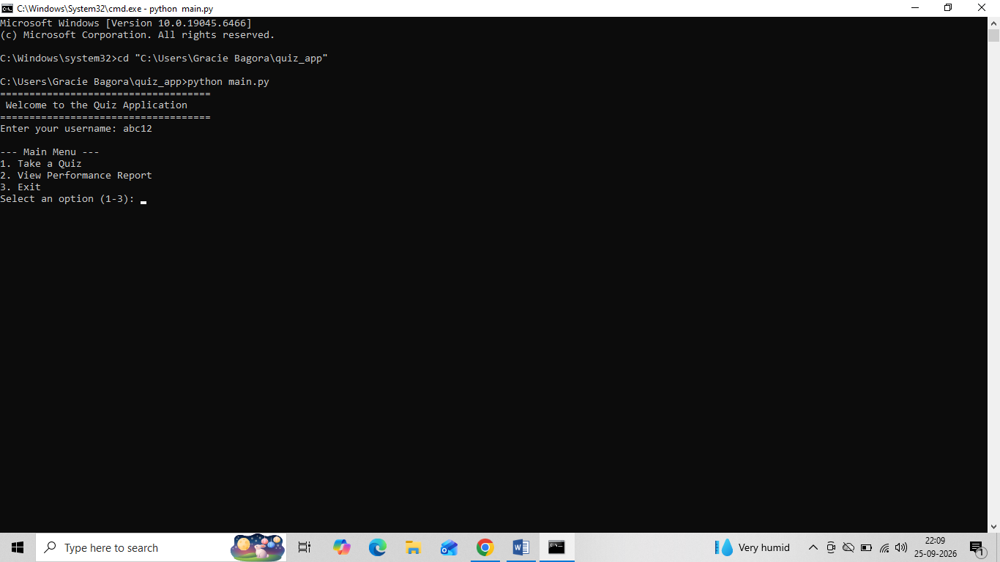 C:\Windows\System32\cmd.exe - python  main.py
Microsoft Windows [Version 10.0.19045.6466]
(c) Microsoft Corporation. All rights reserved.
C:\Windows\system32>cd "C:\Users\Gracie Bagora\quiz_app"
C:\Users\Gracie Bagora\quiz_app>python main.py
====================================
 Welcome to the Quiz Application
====================================
Enter your username: abc12
--- Main Menu ---
1. Take a Quiz
2. View Performance Report
3. Exit
Select an option (1-3): _
Type here to search
Very humid
22:09
25-09-2026
1